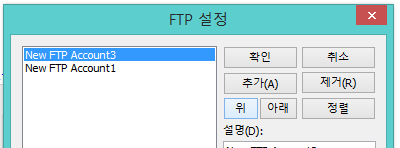 FTP 설정
New FTP Account3
New FTP Account1
확인 취소
추가(A) 제거(R)
위 아래 정렬
설명(D):